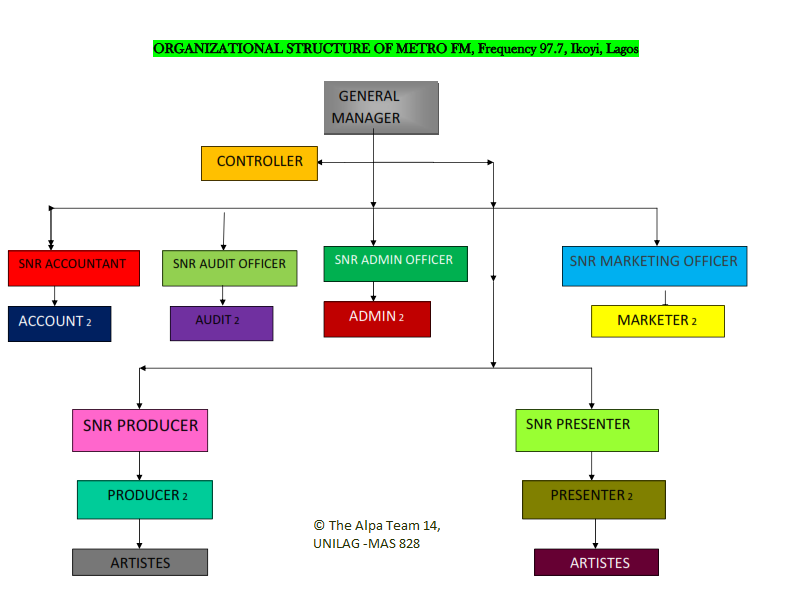 ORGANIZATIONAL STRUCTURE OF METRO FM, Frequency 97.7, Ikoyi, Lagos
GENERAL
MANAGER
CONTROLLER
SNR ACCOUNTANT
SNR AUDIT OFFICER
SNR ADMIN OFFICER
SNR MARKETING OFFICER
ACCOUNT 2
AUDIT 2
ADMIN 2
MARKETER 2
SNR PRODUCER
SNR PRESENTER
PRODUCER 2
PRESENTER 2
© The Alpa Team 14,
UNILAG -MAS 828
ARTISTES
ARTISTES